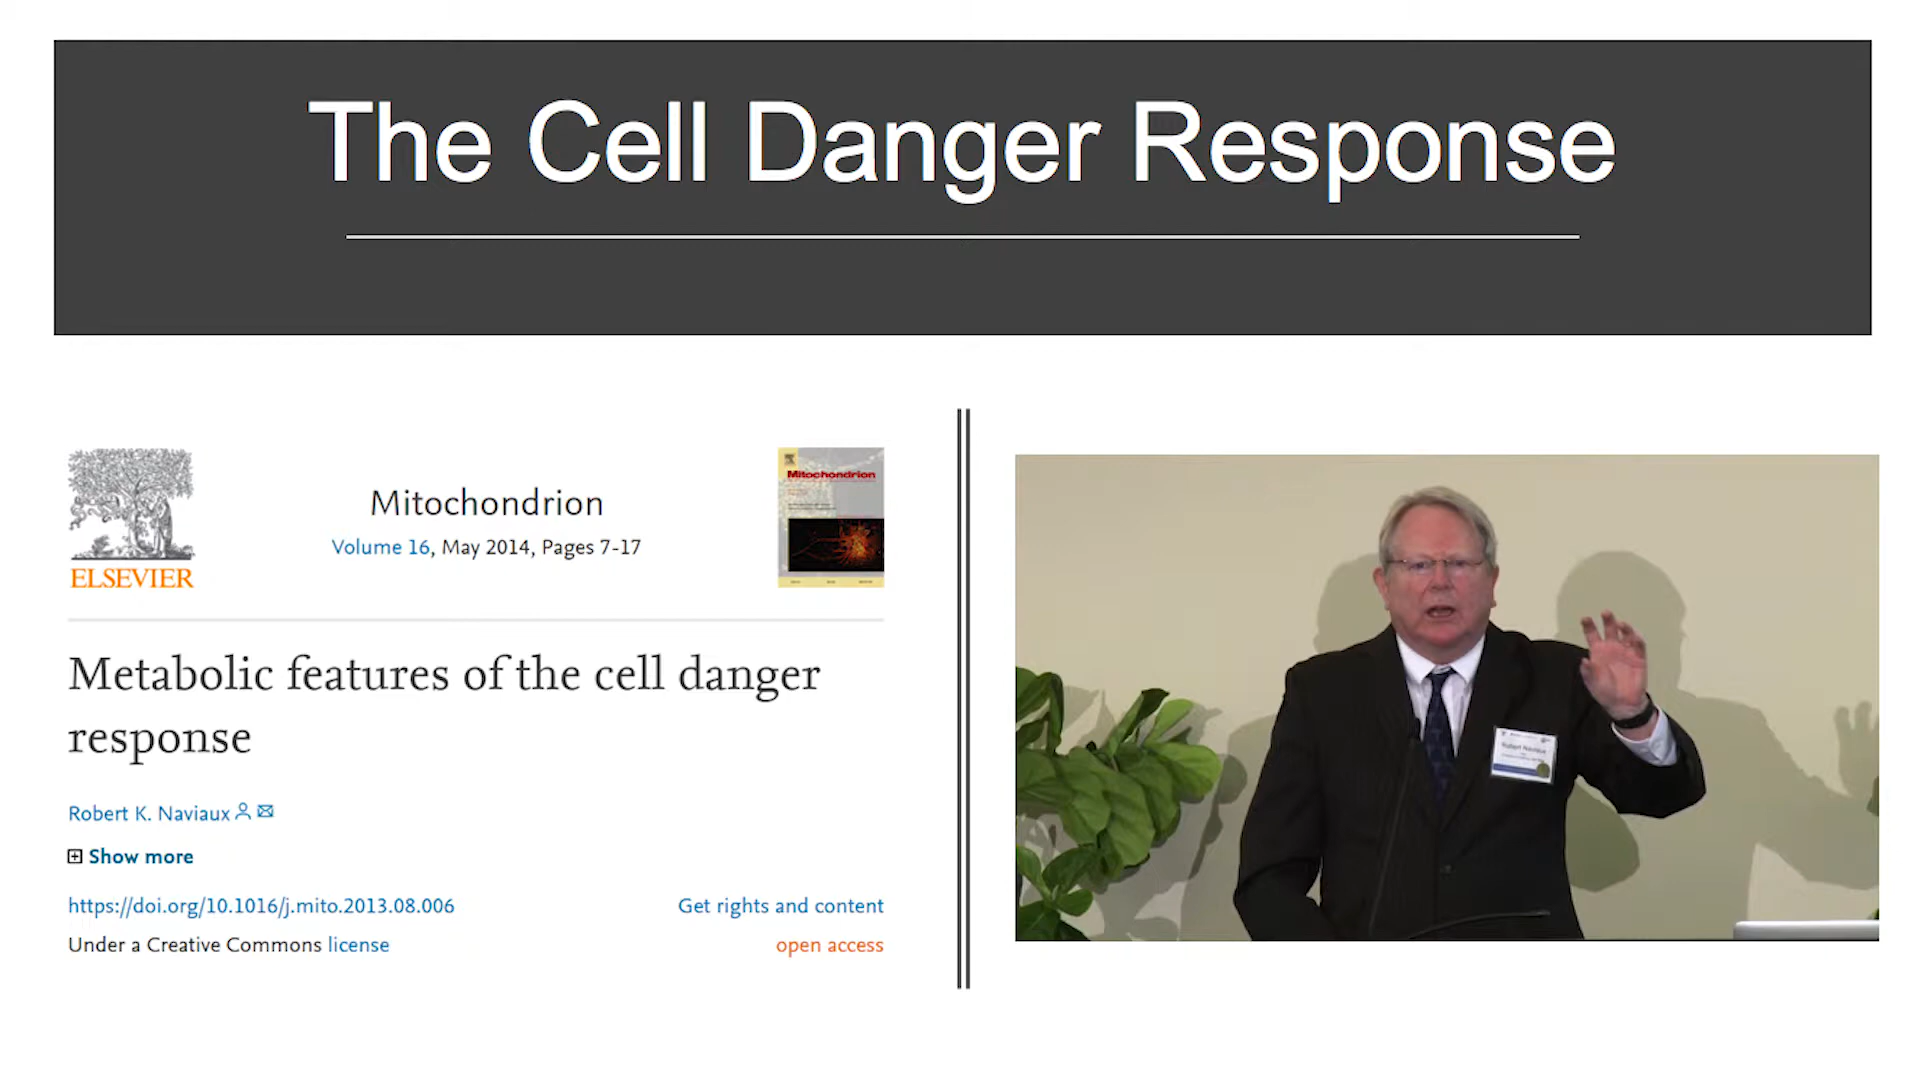 The Cell Danger Response
ELSEVIER
Mitochondrion
Volume 16, May 2014, Pages 7-17
Mitochondrion
Metabolic features of the cell danger
response
Robert K. Naviaux
Show more
https://doi.org/10.1016/j.mito.2013.08.006
Get rights and content
Under a Creative Commons license
open access
Robert Naviaux